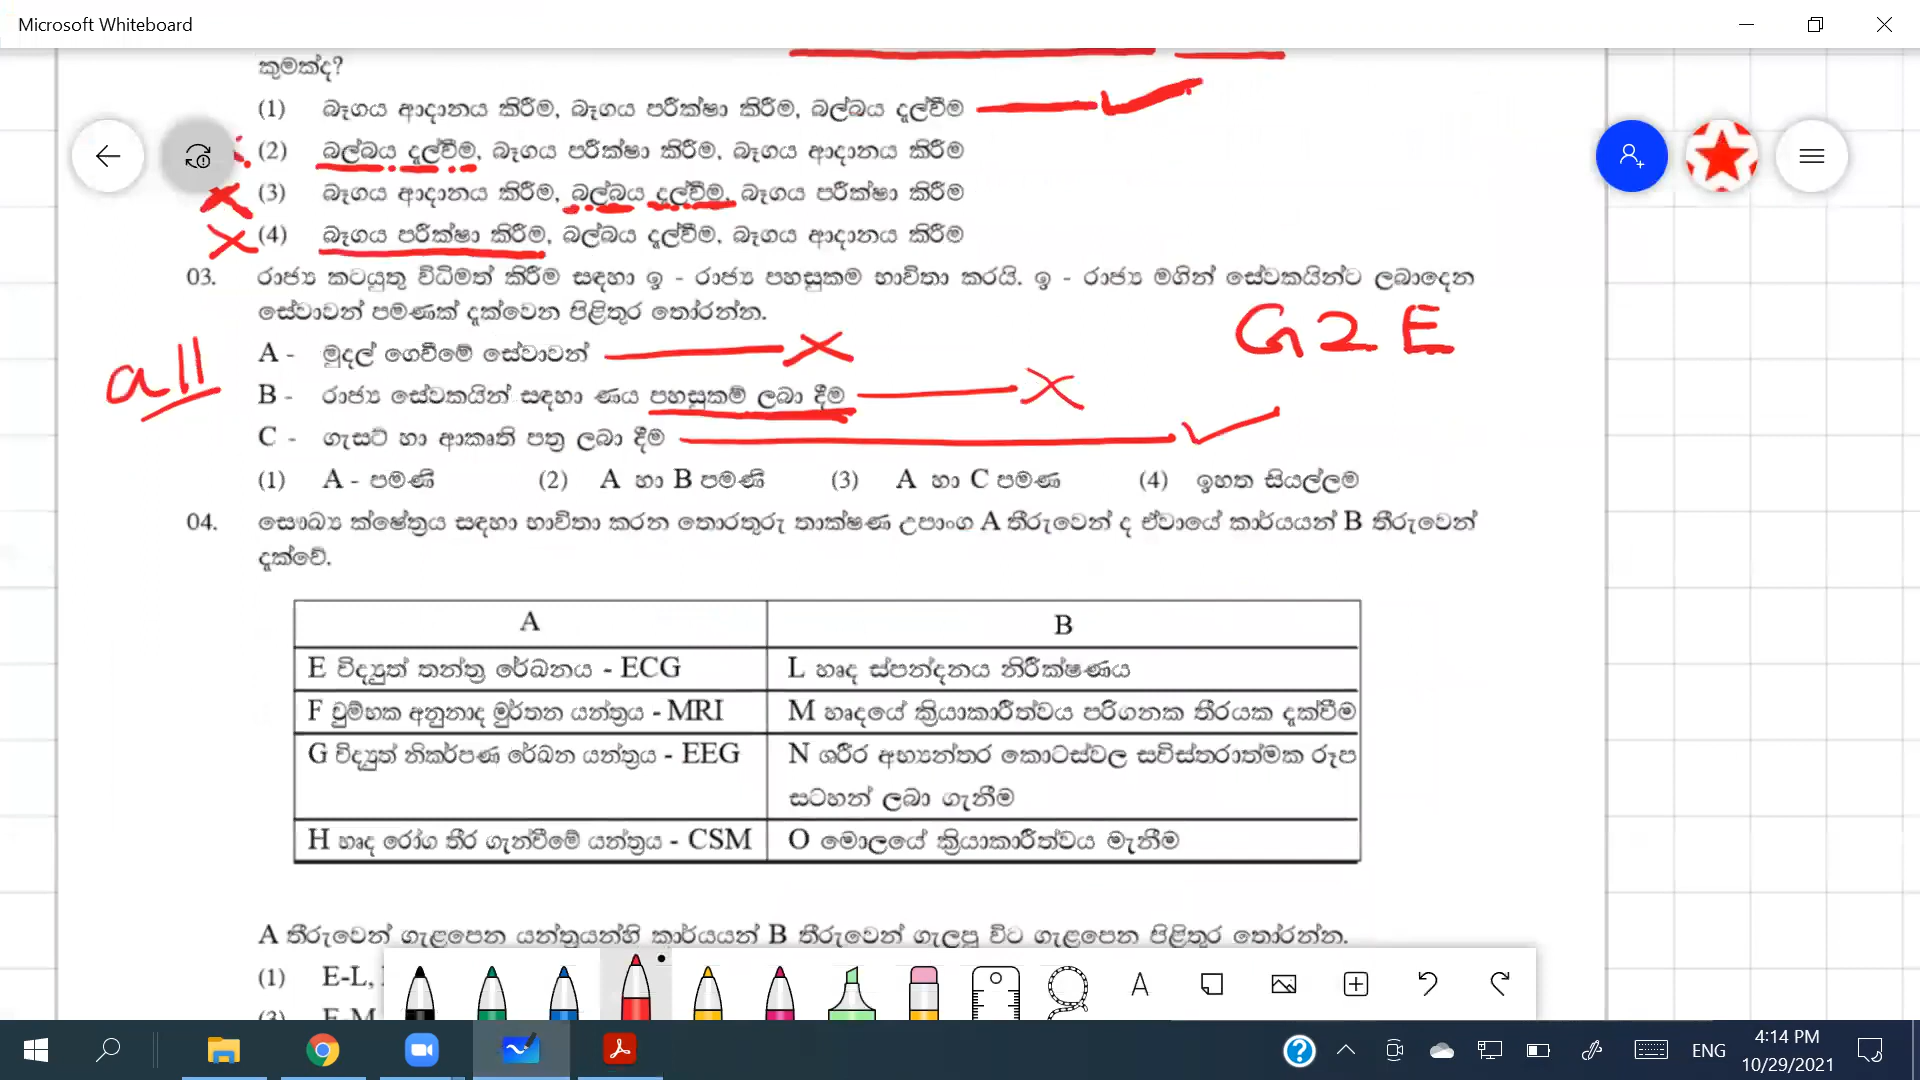 Microsoft Whiteboard
කුමක්ද?
(1) බෑගය ආදානය කිරීම, බෑගය පරීක්ෂා කිරීම, බල්බය දැල්වීම
(2) බල්බය දැල්වීම, බෑගය පරීක්ෂා කිරීම, බෑගය ආදානය කිරීම
(3) බෑගය ආදානය කිරීම, බල්බය දැල්වීම, බෑගය පරීක්ෂා කිරීම
(4) බෑගය පරීක්ෂා කිරීම, බල්බය දැල්වීම, බෑගය ආදානය කිරීම
03. රාජ්‍ය කටයුතු විධිමත් කිරීම සඳහා ඉ - රාජ්‍ය පහසුකම භාවිතා කරයි. ඉ - රාජ්‍ය මගින් සේවකයින්ට ලබාදෙන
සේවාවන් පමණක් දැක්වෙන පිළිතුර තෝරන්න.
G2E
all
A - මුදල් ගෙවීමේ සේවාවන්
B - රාජ්‍ය සේවකයින් සඳහා ණය පහසුකම් ලබා දීම
C - ගැසට් හා ආකෘති පත්‍ර ලබා දීම
(1) A - පමණි (2) A හා B පමණි (3) A හා C පමණ (4) ඉහත සියල්ලම
04. සෞඛ්‍ය ක්ෂේත්‍රය සඳහා භාවිතා කරන තොරතුරු තාක්ෂණ උපාංග A තීරුවෙන් ද ඒවායේ කාර්යයන් B තීරුවෙන්
දැක්වේ.
A B
E විද්‍යුත් තන්ත්‍ර රේඛනය - ECG L හෘද ස්පන්දනය නිරීක්ෂණය
F චුම්භක අනුනාද මූර්තන යන්ත්‍රය - MRI M හෘදයේ ක්‍රියාකාරීත්වය පරිගනක තීරයක දැක්වීම
G විද්‍යුත් නිකර්පණ රේඛන යන්ත්‍රය - EEG N ශරීර අභ්‍යන්තර කොටස්වල සවිස්තරාත්මක රූප
සටහන් ලබා ගැනීම
H හෘද රෝග තීර ගැන්වීමේ යන්ත්‍රය - CSM O මොලයේ ක්‍රියාකාරීත්වය මැනීම
A තීරුවෙන් ගැළපෙන යන්ත්‍රයන්හි කාර්යයන් B තීරුවෙන් ගැලපූ විට ගැළපෙන පිළිතුර තෝරන්න.
(1) E-L,
(3) E-M
ENG
4:14 PM
10/29/2021